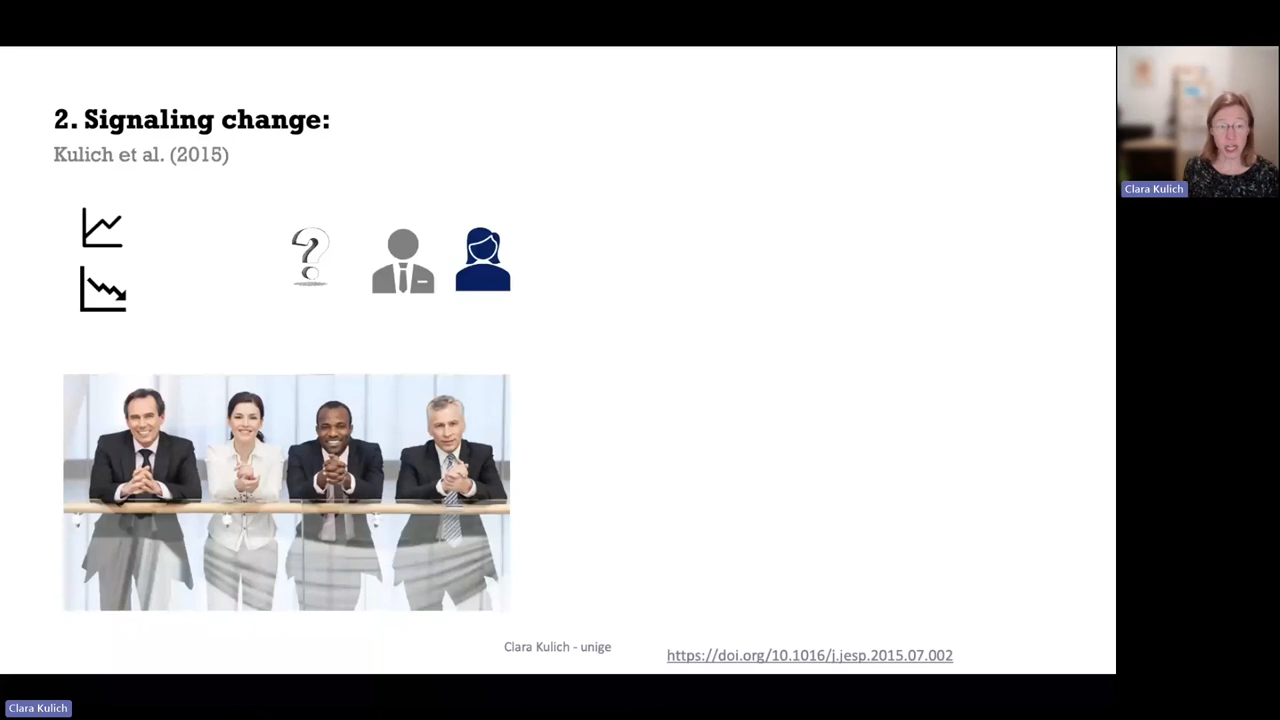 2. Signaling change:
Kulich et al. (2015)
?
Clara Kulich
Clara Kulich - unige
https://doi.org/10.1016/j.jesp.2015.07.002
Clara Kulich